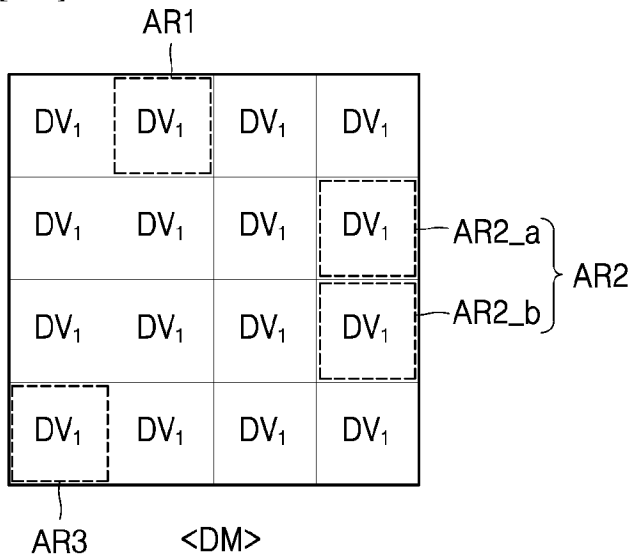 AR1
DV₁ DV₁ DV₁ DV₁
DV₁ DV₁ DV₁ DV₁ AR2_a
AR2
DV₁ DV₁ DV₁ DV₁ AR2_b
DV₁ DV₁ DV₁ DV₁
AR3 <DM>